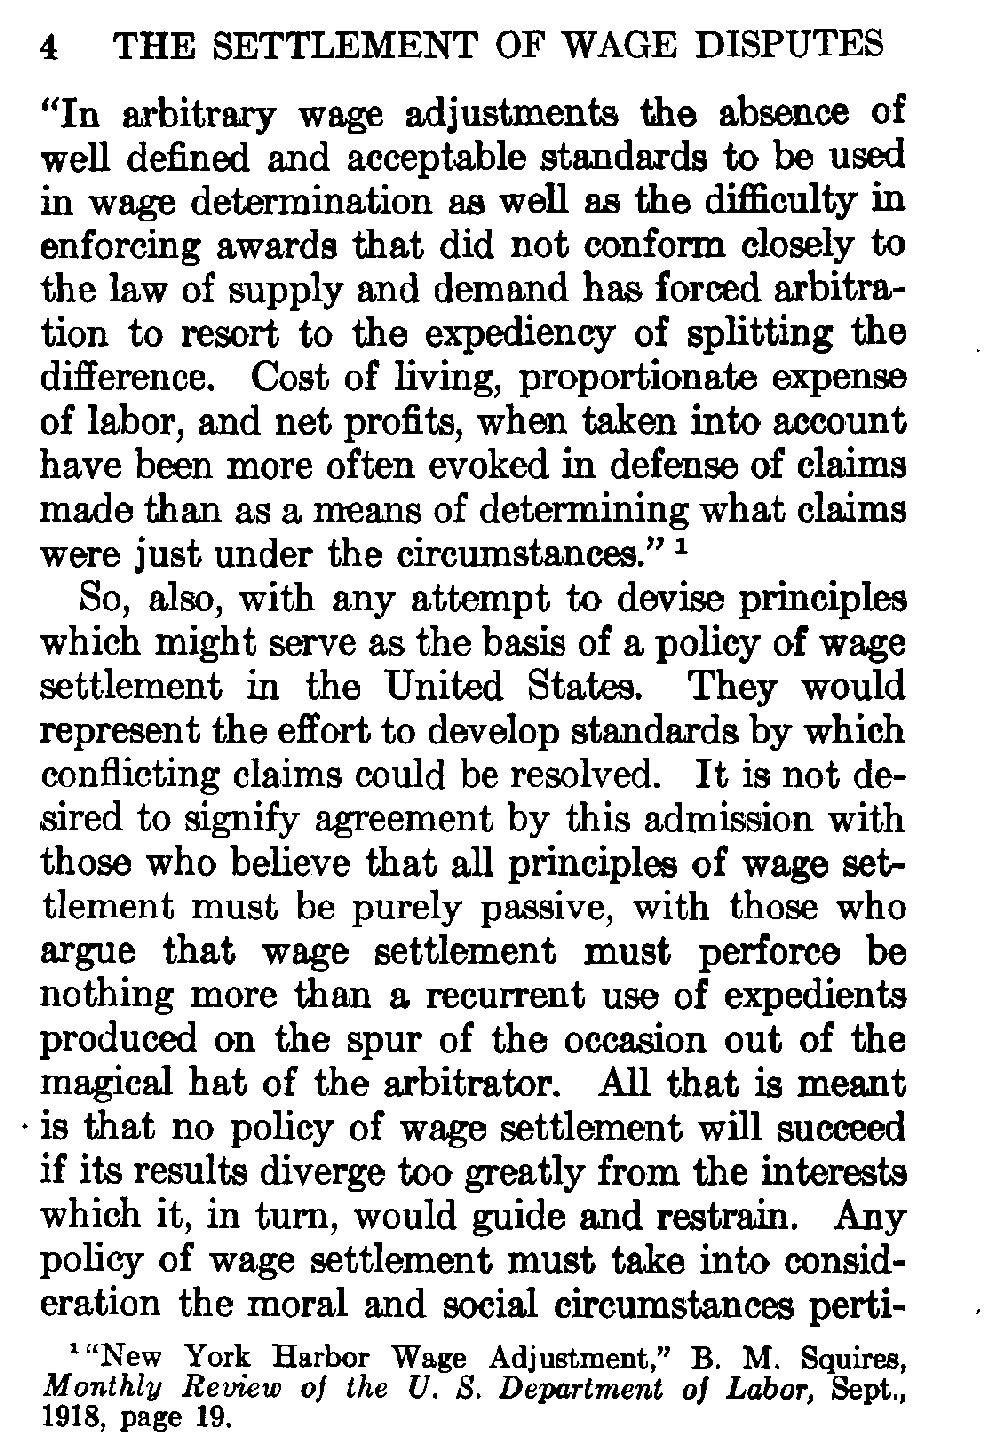 4 THE SETTLEMENT OF WAGE DISPUTES
“In arbitrary wage adjustments the absence of
well defined and acceptable standards to be used
in wage determination as well as the difficulty in
enforcing awards that did not conform closely to
the law of supply and demand has forced arbitra-
tion to resort to the expediency of splitting the
difference. Cost of living, proportionate expense
of labor, and net profits, when taken into account
have been more often evoked in defense of claims
made than as a means of determining what claims
were just under the circumstances.” 1
So, also, with any attempt to devise principles
which might serve as the basis of a policy of wage
settlement in the United States. They would
represent the effort to develop standards by which
conflicting claims could be resolved. It is not de-
sired to signify agreement by this admission with
those who believe that all principles of wage set-
tlement must be purely passive, with those who
argue that wage settlement must perforce be
nothing more than a recurrent use of expedients
produced on the spur of the occasion out of the
magical hat of the arbitrator. All that is meant
is that no policy of wage settlement will succeed
if its results diverge too greatly from the interests
which it, in turn, would guide and restrain. Any
policy of wage settlement must take into consid-
eration the moral and social circumstances perti-
1 “New York Harbor Wage Adjustment,” B. M. Squires,
Monthly Review of the U. S. Department of Labor, Sept.,
1918, page 19.